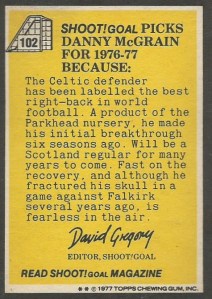 102
SHOOT!GOAL PICKS
DANNY McGRAIN
FOR 1976-77
BECAUSE:
The Celtic defender
has been labelled the best
right-back in world
football. A product of the
Parkhead nursery, he made
his initial breakthrough
six seasons ago. Will be a
Scotland regular for many
years to come. Fast on the
recovery, and although he
fractured his skull in a
game against Falkirk
several years ago, is
fearless in the air.
David Gregory
EDITOR, SHOOT/GOAL
READ SHOOT!GOAL MAGAZINE
** © 1977 TOPPS CHEWING GUM, INC.